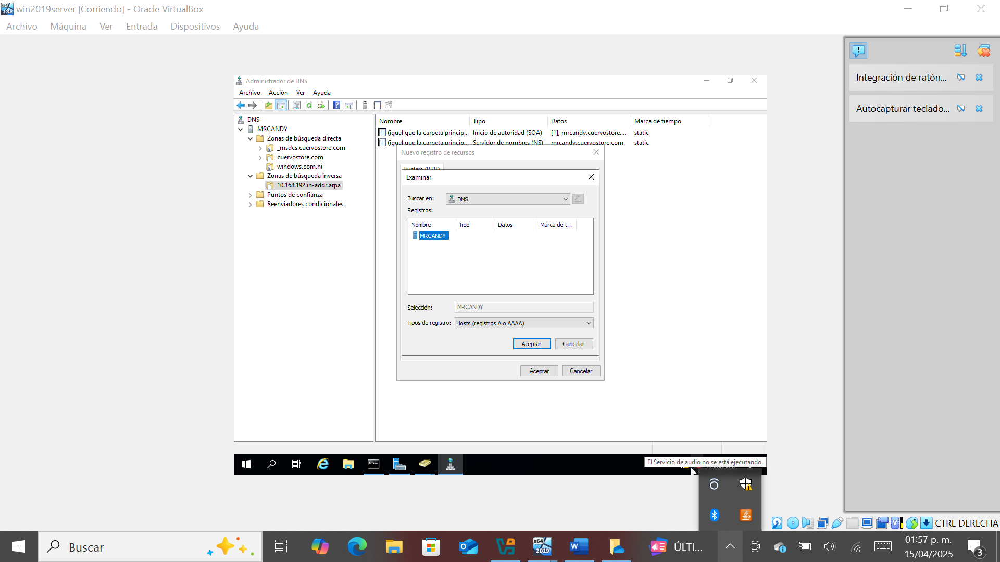 win2019server [Corriendo] - Oracle VirtualBox
Archivo Máquina Ver Entrada Dispositivos Ayuda
Integración de ratón...
Autocapturar teclado...
Administrador de DNS
Archivo Acción Ver Ayuda
DNS
MRCANDY
Zonas de búsqueda directa
_msdcs.cuervostore.com
cuervostore.com
windows.com.ni
Zonas de búsqueda inversa
10.168.192.in-addr.arpa
Puntos de confianza
Reenviadores condicionales
Nombre Tipo Datos Marca de tiempo
(igual que la carpeta princip... Inicio de autoridad (SOA) [1], mrcandy.cuervostore.... static
(igual que la carpeta princip... Servidor de nombres (NS) mrcandy.cuervostore.com. static
Nuevo registro de recursos
Puntero (PTR)
Examinar
Buscar en: DNS
Registros:
Nombre Tipo Datos Marca de t...
MRCANDY
Selección: MRCANDY
Tipos de registro: Hosts (registros A o AAAA)
Aceptar Cancelar
Aceptar Cancelar
El Servicio de audio no se está ejecutando.
CTRL DERECHA
Buscar
x64
2019
ÚLTI...
01:57 p. m.
15/04/2025
3